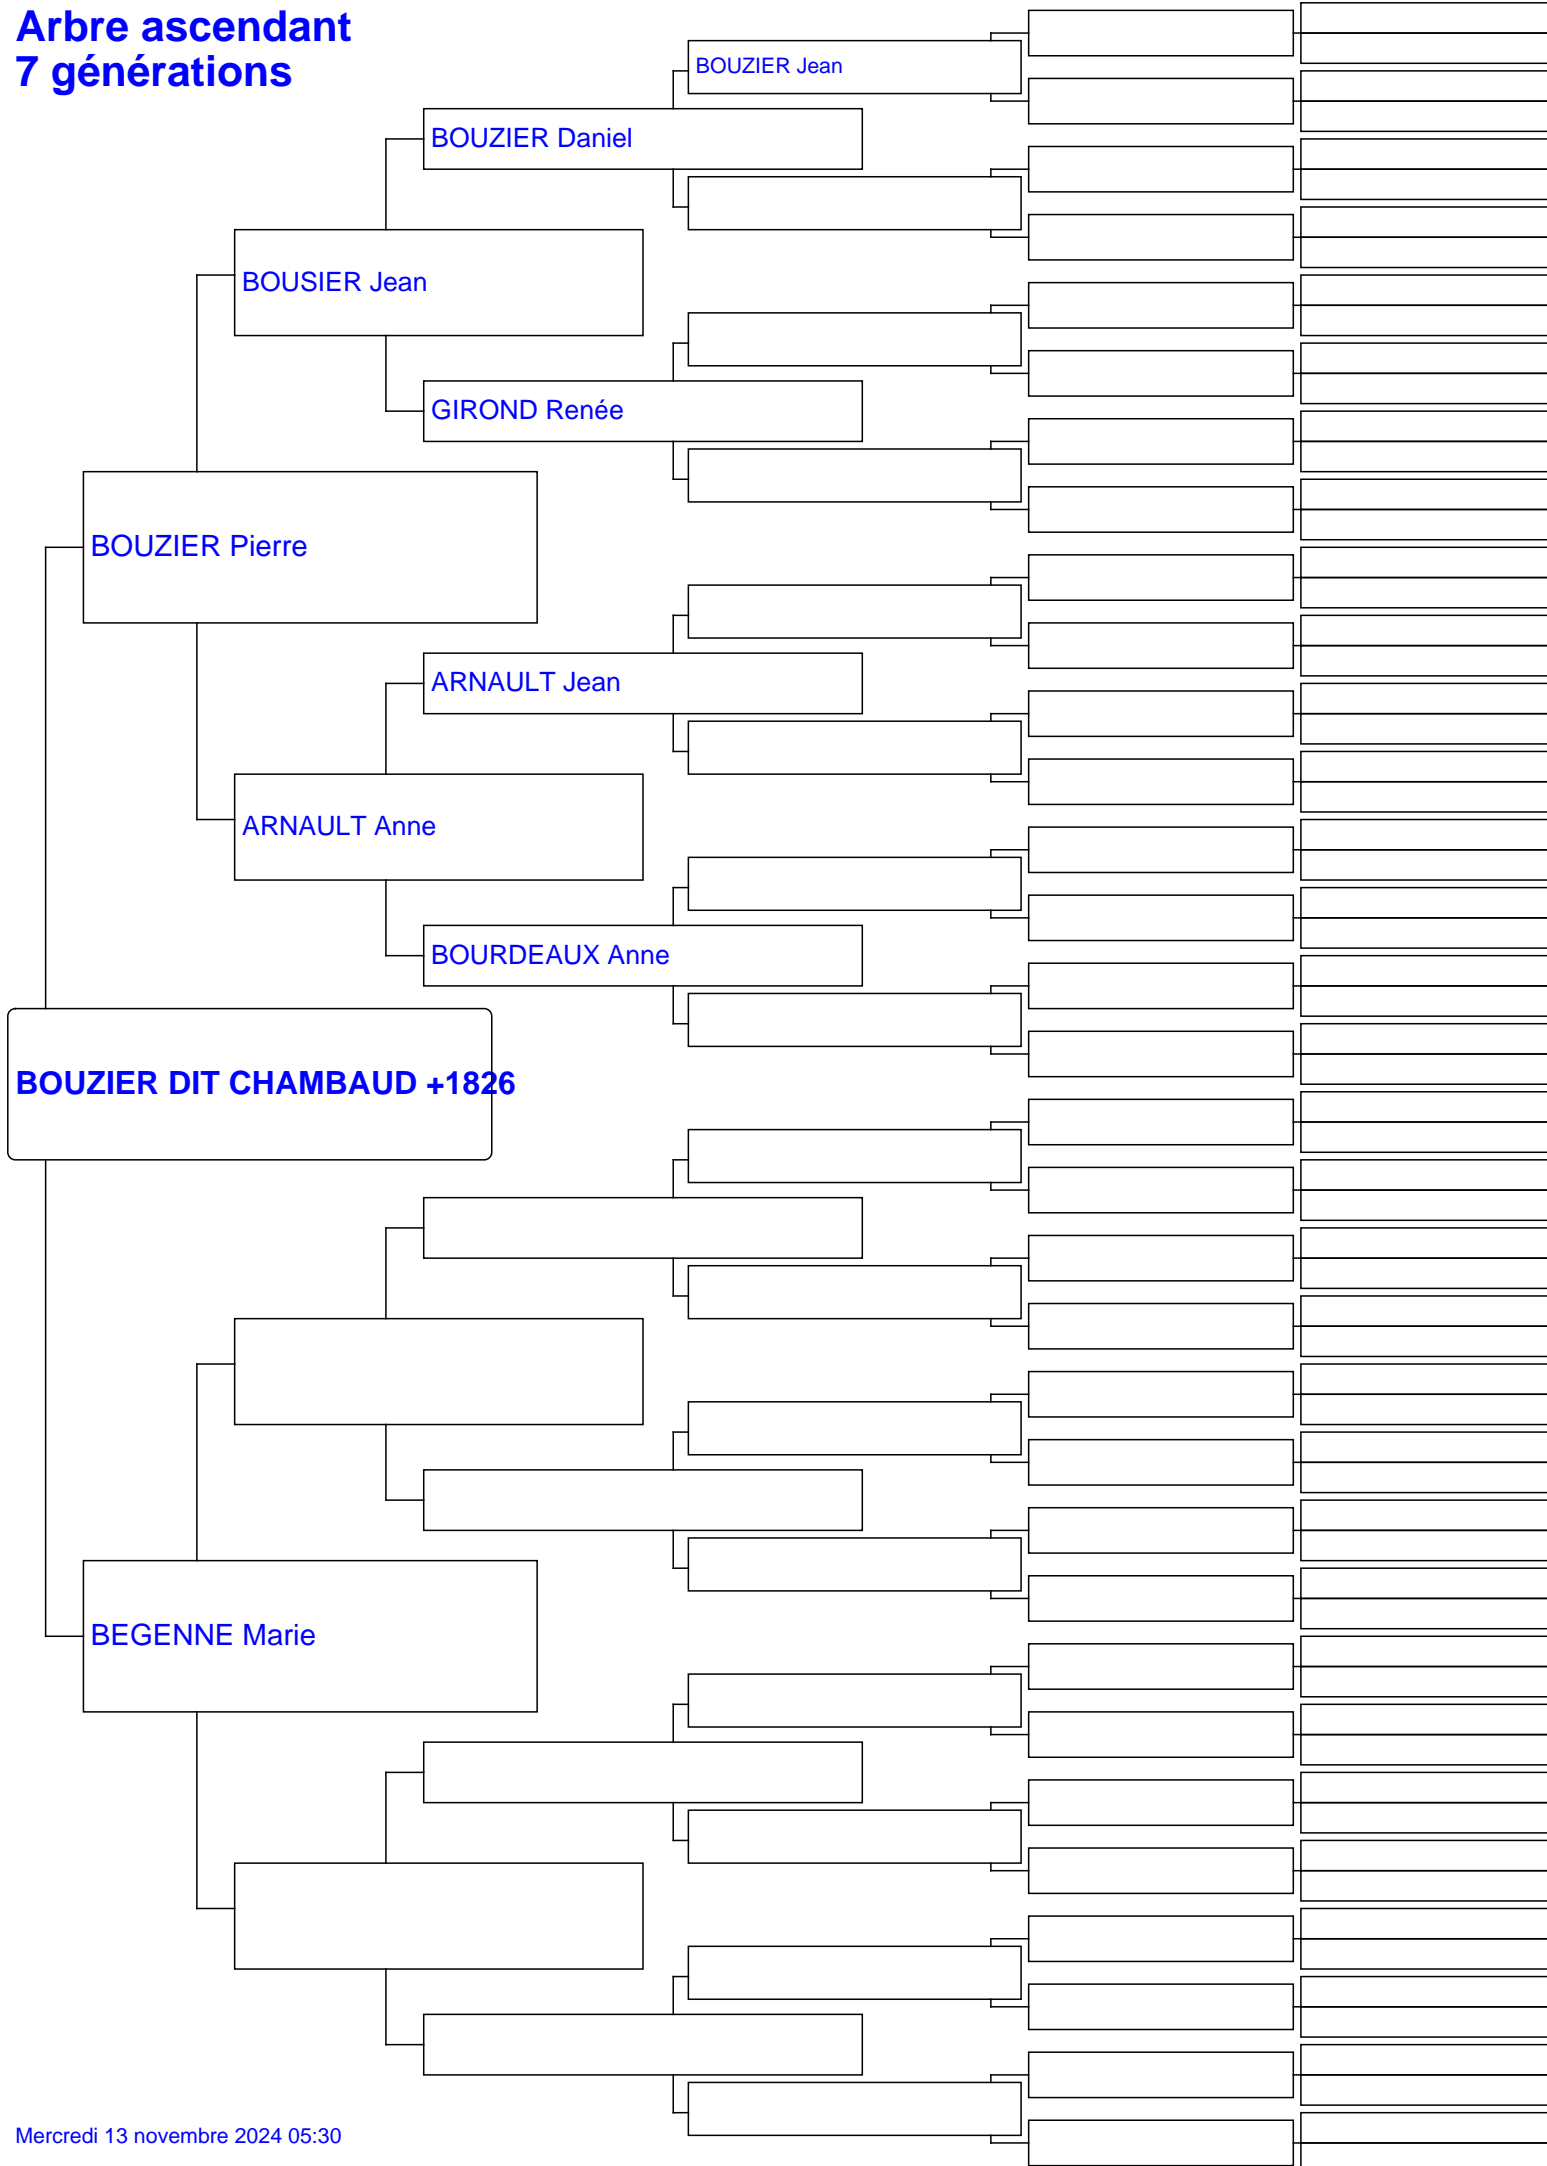 Arbre ascendant
7 générations
BOUZIER Jean
BOUZIER Daniel
BOUSIER Jean
GIROND Renée
BOUZIER Pierre
ARNAULT Jean
ARNAULT Anne
BOURDEAUX Anne
BOUZIER DIT CHAMBAUD +1826
BEGENNE Marie
Mercredi 13 novembre 2024 05:30